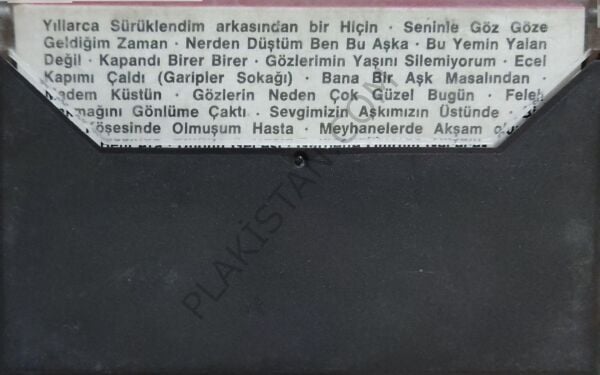 Yıllarca Sürüklendim arkasından bir Hiçin · Seninle Göz Göze
Geldiğim Zaman · Nerden Düştüm Ben Bu Aşka · Bu Yemin Yalan
Değil · Kapandı Birer Birer · Gözlerimin Yaşını Silemiyorum · Ecel
Kapımı Çaldı (Garipler Sokağı) · Bana Bir Aşk Masalından ·
Küstün · Gözlerin Neden Çok Güzel Bugün ·
Gönlüme Çaktı · Sevgimizin Aşkımızın Üstünde ·
Olmuşum Hasta · Meyhanelerde Akşam
PLAKİSTAN.COM